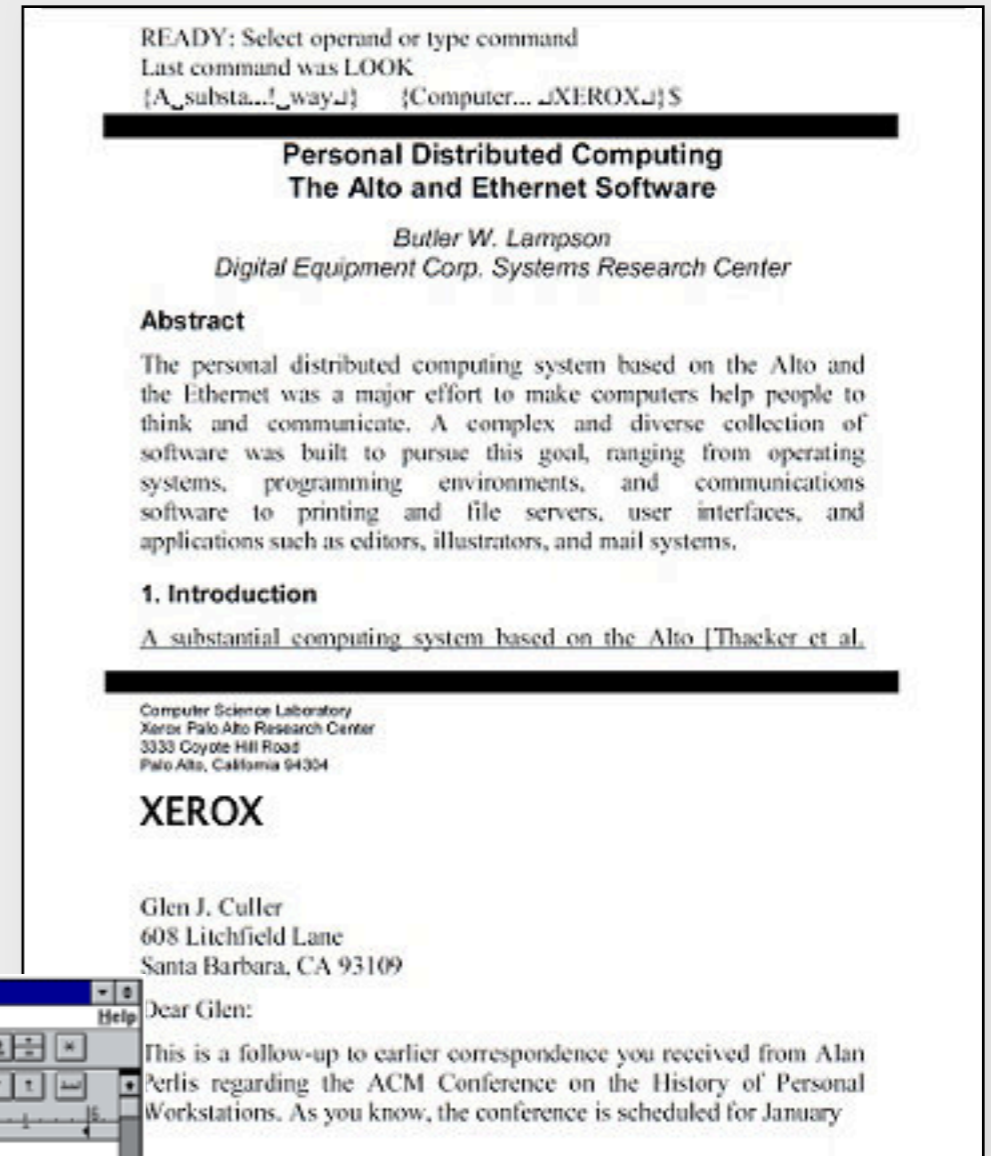 READY: Select operand or type command
Last command was LOOK
{A␣substa...!␣way↵}    {Computer... ↵XEROX↵}$
Personal Distributed Computing
The Alto and Ethernet Software
Butler W. Lampson
Digital Equipment Corp. Systems Research Center
Abstract
The personal distributed computing system based on the Alto and
the Ethernet was a major effort to make computers help people to
think and communicate. A complex and diverse collection of
software was built to pursue this goal, ranging from operating
systems, programming environments, and communications
software to printing and file servers, user interfaces, and
applications such as editors, illustrators, and mail systems.
1. Introduction
A substantial computing system based on the Alto [Thacker et al.
Computer Science Laboratory
Xerox Palo Alto Research Center
3333 Coyote Hill Road
Palo Alto, California 94304
XEROX
Glen J. Culler
608 Litchfield Lane
Santa Barbara, CA 93109
Help
Dear Glen:
This is a follow-up to earlier correspondence you received from Alan
Perlis regarding the ACM Conference on the History of Personal
Workstations. As you know, the conference is scheduled for January